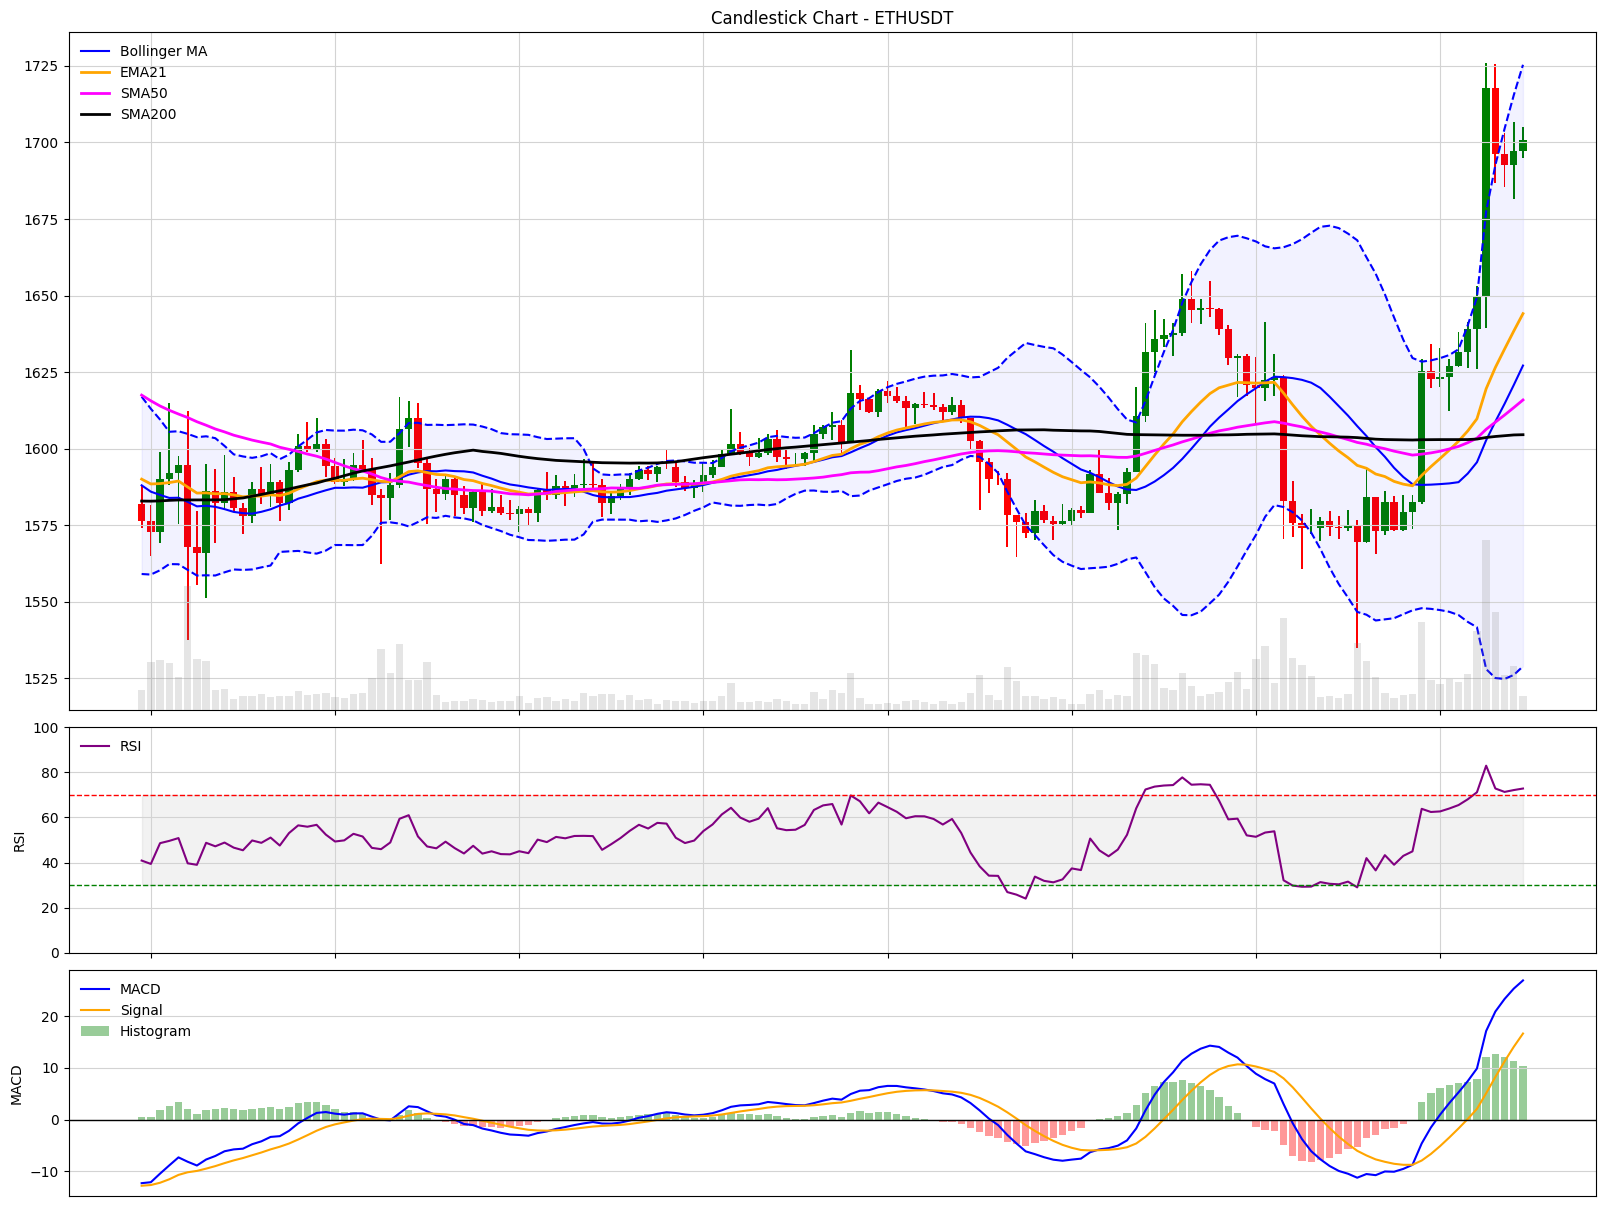 Candlestick Chart - ETHUSDT
Bollinger MA
EMA21
SMA50
SMA200
1725
1700
1675
1650
1625
1600
1575
1550
1525
RSI
100
80
60
40
20
0
RSI
MACD
Signal
Histogram
20
10
0
−10
MACD